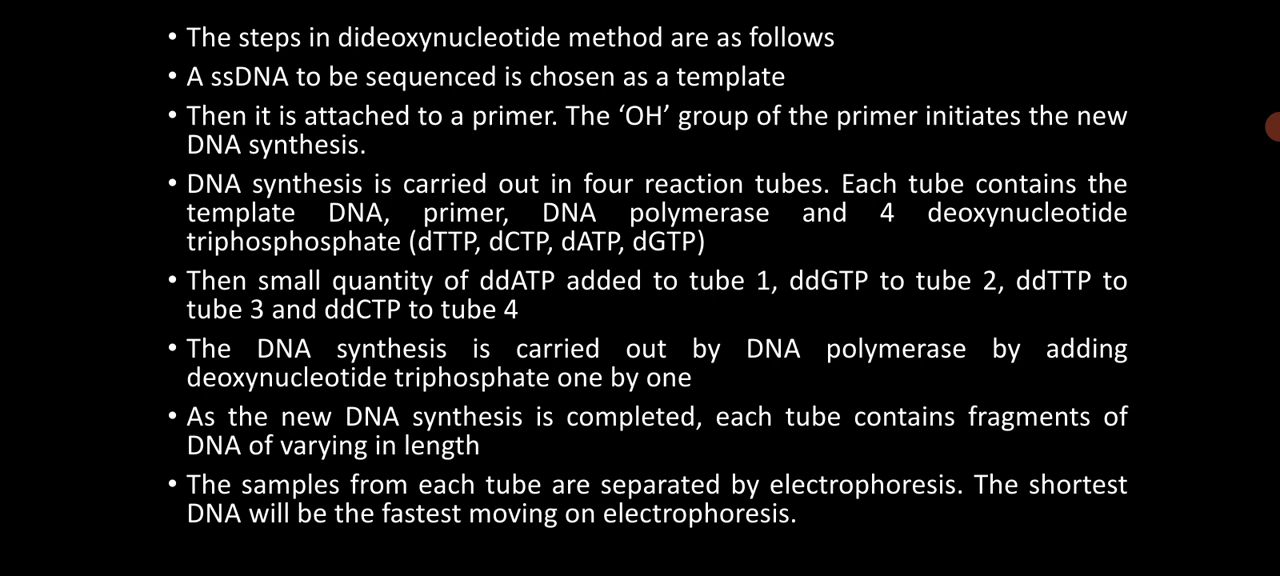 • The steps in dideoxynucleotide method are as follows
• A ssDNA to be sequenced is chosen as a template
• Then it is attached to a primer. The ‘OH’ group of the primer initiates the new
DNA synthesis.
• DNA synthesis is carried out in four reaction tubes. Each tube contains the
template DNA, primer, DNA polymerase and 4 deoxynucleotide
triphosphosphate (dTTP, dCTP, dATP, dGTP)
• Then small quantity of ddATP added to tube 1, ddGTP to tube 2, ddTTP to
tube 3 and ddCTP to tube 4
• The DNA synthesis is carried out by DNA polymerase by adding
deoxynucleotide triphosphate one by one
• As the new DNA synthesis is completed, each tube contains fragments of
DNA of varying in length
• The samples from each tube are separated by electrophoresis. The shortest
DNA will be the fastest moving on electrophoresis.